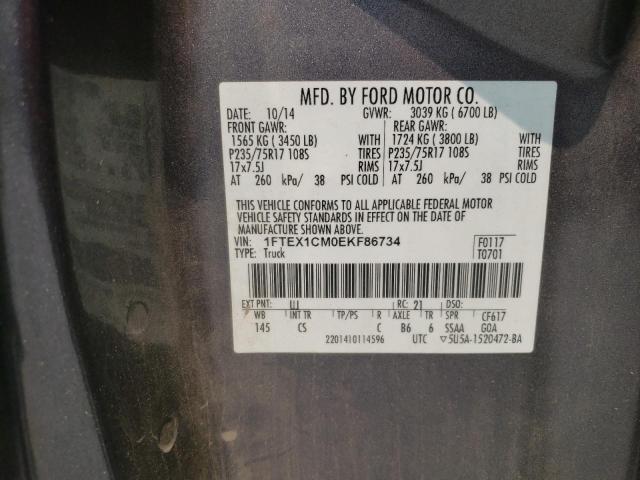 MFD. BY FORD MOTOR CO.
DATE: 10/14 GVWR: 3039 KG ( 6700 LB)
FRONT GAWR: REAR GAWR:
1565 KG ( 3450 LB) WITH 1724 KG ( 3800 LB) WITH
P235/75R17 108S TIRES P235/75R17 108S TIRES
17x7.5J RIMS 17x7.5J RIMS
AT 260 kPa/ 38 PSI COLD AT 260 kPa/ 38 PSI COLD
THIS VEHICLE CONFORMS TO ALL APPLICABLE FEDERAL MOTOR
VEHICLE SAFETY STANDARDS IN EFFECT ON THE DATE OF
MANUFACTURE SHOWN ABOVE.
VIN: 1FTEX1CM0EKF86734 F0117
TYPE: Truck T0701
EXT PNT: UJ RC: 21 DSO:
WB INT TR TP/PS R AXLE TR SPR CF617
145 CS C B6 6 SSAA GOA
2201410114596 UTC ▽5U5A-1520472-BA